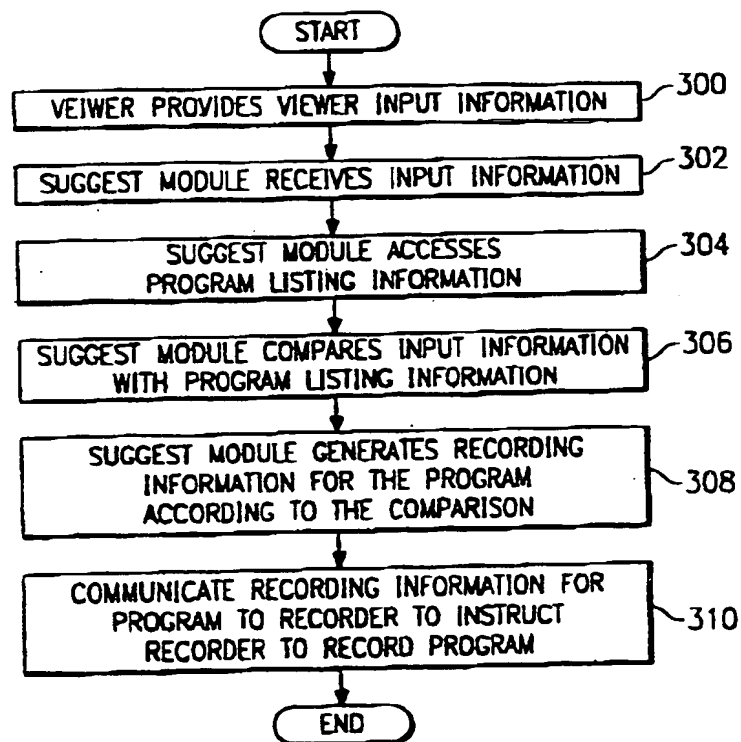 START
VEIWER PROVIDES VIEWER INPUT INFORMATION
300
SUGGEST MODULE RECEIVES INPUT INFORMATION
302
SUGGEST MODULE ACCESSES
PROGRAM LISTING INFORMATION
304
SUGGEST MODULE COMPARES INPUT INFORMATION
WITH PROGRAM LISTING INFORMATION
306
SUGGEST MODULE GENERATES RECORDING
INFORMATION FOR THE PROGRAM
ACCORDING TO THE COMPARISON
308
COMMUNICATE RECORDING INFORMATION FOR
PROGRAM TO RECORDER TO INSTRUCT
RECORDER TO RECORD PROGRAM
310
END